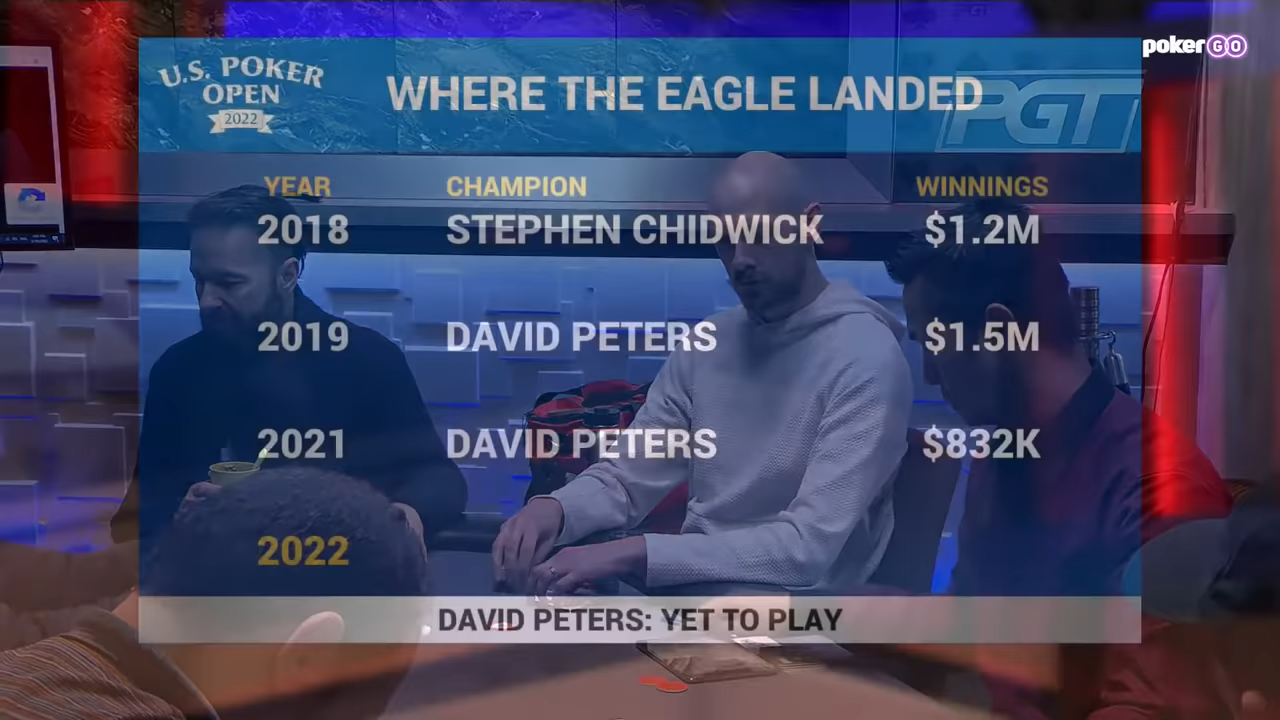 pokerGO
U.S. POKER
OPEN
2022
WHERE THE EAGLE LANDED
PGT
YEAR CHAMPION WINNINGS
2018 STEPHEN CHIDWICK $1.2M
2019 DAVID PETERS $1.5M
2021 DAVID PETERS $832K
2022
DAVID PETERS: YET TO PLAY